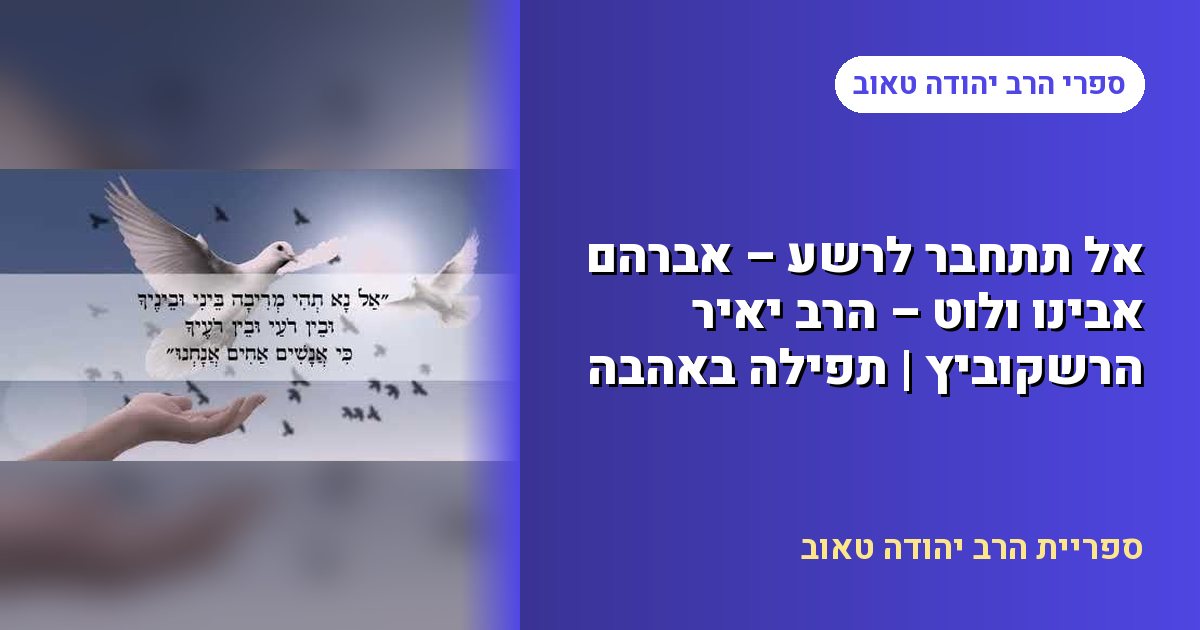 ספרי הרב יהודה טאוב
אל תתחבר לרשע – אברהם
אבינו ולוט – הרב יאיר
הרשקוביץ | תפילה באהבה
ספריית הרב יהודה טאוב
״אַל נָא תְהִי מְרִיבָה בֵּינִי וּבֵינֶיךָ
וּבֵין רֹעַי וּבֵין רֹעֶיךָ
כִּי אֲנָשִׁים אַחִים אֲנָחְנוּ״